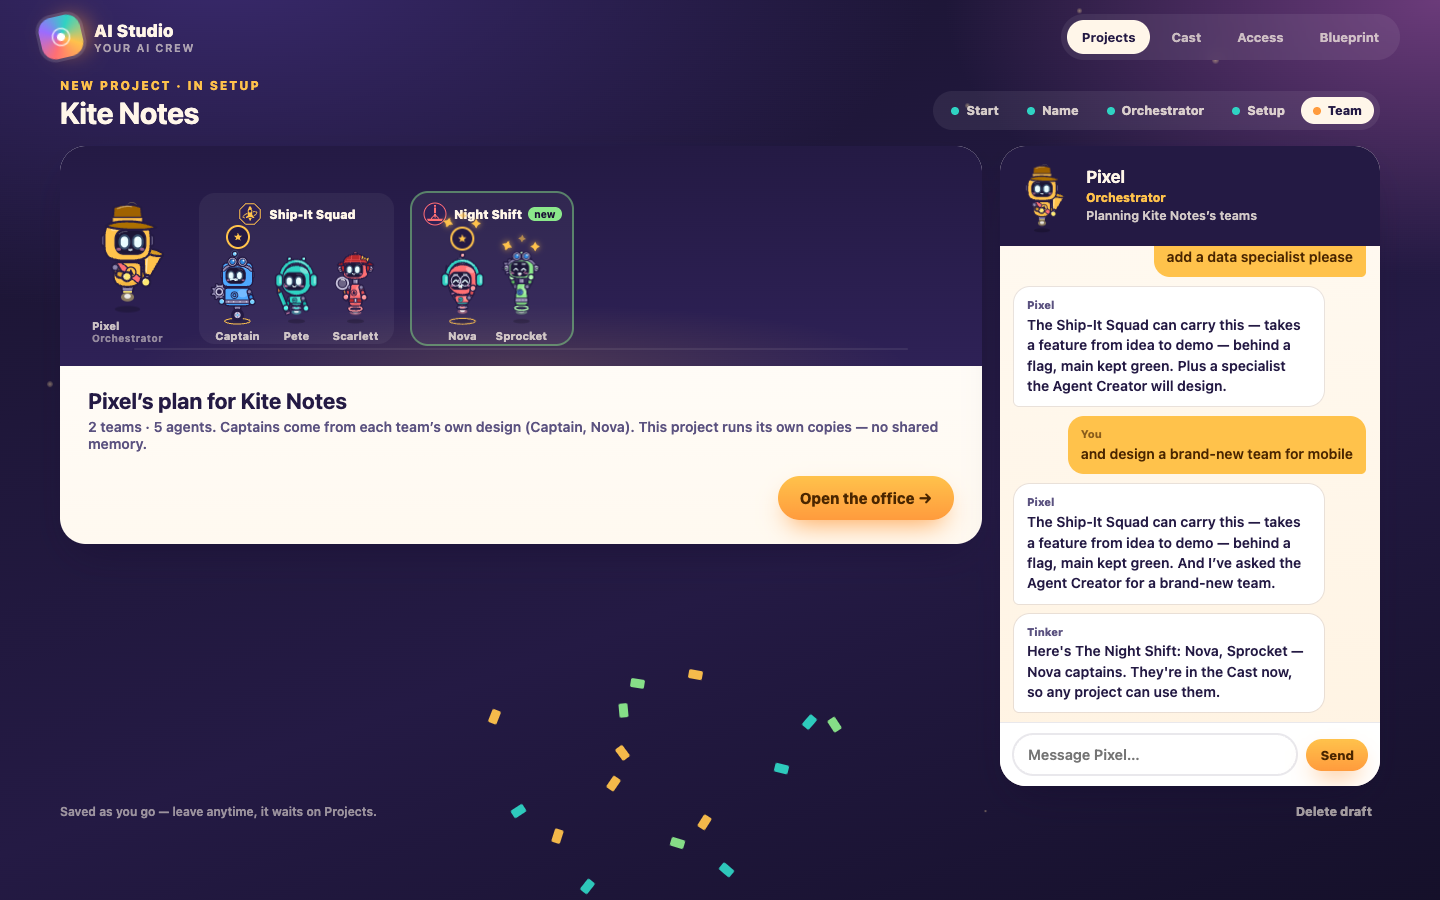 AI Studio
YOUR AI CREW
Projects
Cast
Access
Blueprint
NEW PROJECT · IN SETUP
Kite Notes
Start
Name
Orchestrator
Setup
Team
Pixel
Orchestrator
Ship-It Squad
Captain
Pete
Scarlett
Night Shift
new
Nova
Sprocket
Pixel’s plan for Kite Notes
2 teams · 5 agents. Captains come from each team’s own design (Captain, Nova). This project runs its own copies — no shared
memory.
Open the office →
Pixel
Orchestrator
Planning Kite Notes’s teams
add a data specialist please
Pixel
The Ship-It Squad can carry this — takes
a feature from idea to demo — behind a
flag, main kept green. Plus a specialist
the Agent Creator will design.
You
and design a brand-new team for mobile
Pixel
The Ship-It Squad can carry this — takes
a feature from idea to demo — behind a
flag, main kept green. And I’ve asked the
Agent Creator for a brand-new team.
Tinker
Here's The Night Shift: Nova, Sprocket —
Nova captains. They're in the Cast now,
so any project can use them.
Message Pixel...
Send
Saved as you go — leave anytime, it waits on Projects.
Delete draft